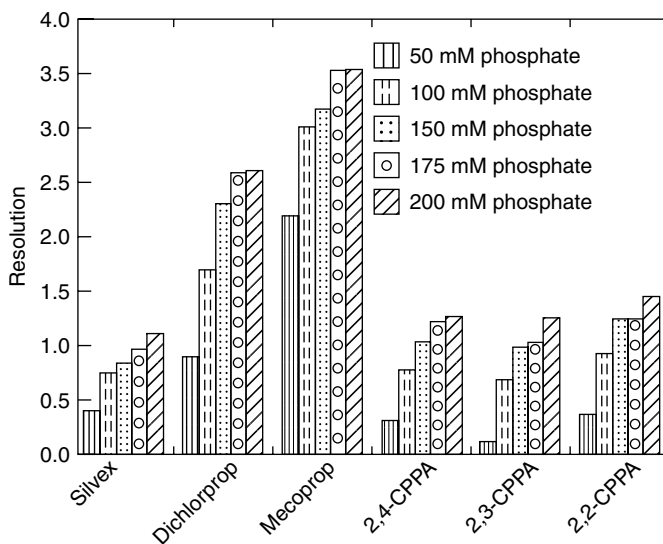 4.0
3.5
3.0
2.5
2.0
1.5
1.0
0.5
0.0
Resolution
50 mM phosphate
100 mM phosphate
150 mM phosphate
175 mM phosphate
200 mM phosphate
Silvex
Dichlorprop
Mecoprop
2,4-CPPA
2,3-CPPA
2,2-CPPA